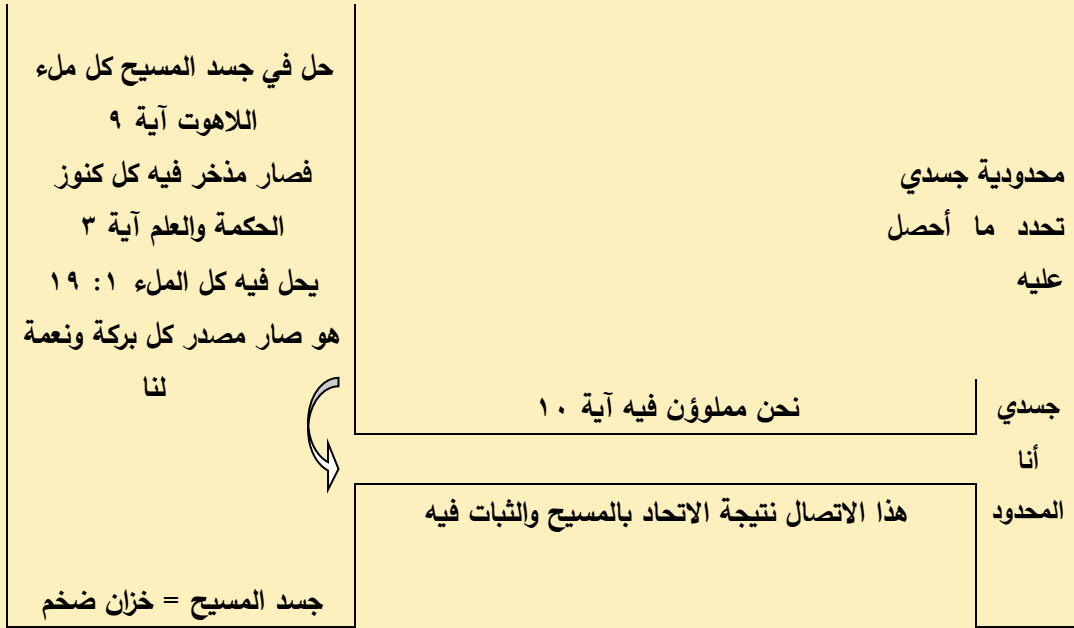 محدودية جسدي
تحدد ما أحصل
عليه
جسدي
أنا
المحدود
نحن مملوؤن فيه آية ١٠
هذا الاتصال نتيجة الاتحاد بالمسيح والثبات فيه
حل في جسد المسيح كل ملء
اللاهوت آية ٩
فصار مذخر فيه كل كنوز
الحكمة والعلم آية ٣
يحل فيه كل الملء ١: ١٩
هو صار مصدر كل بركة ونعمة
لنا
جسد المسيح = خزان ضخم